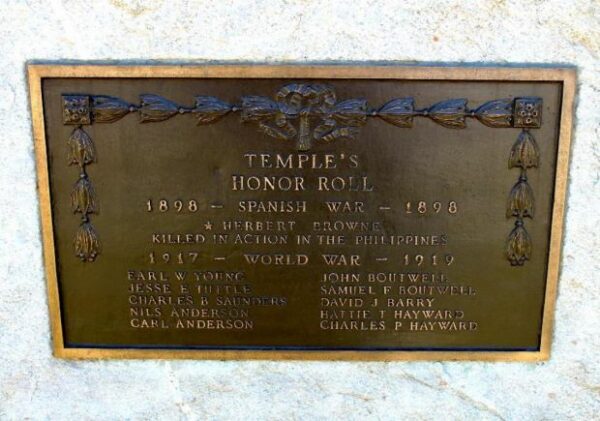 TEMPLE'S
HONOR ROLL
1898 – SPANISH WAR – 1898
★ HERBERT BROWNE
KILLED IN ACTION IN THE PHILIPPINES
1917 – WORLD WAR – 1919
EARL W YOUNG
JESSE E TUTTLE
CHARLES B SAUNDERS
NILS ANDERSON
CARL ANDERSON
JOHN BOUTWELL
SAMUEL F BOUTWELL
DAVID J BARRY
HATTIE T HAYWARD
CHARLES P HAYWARD